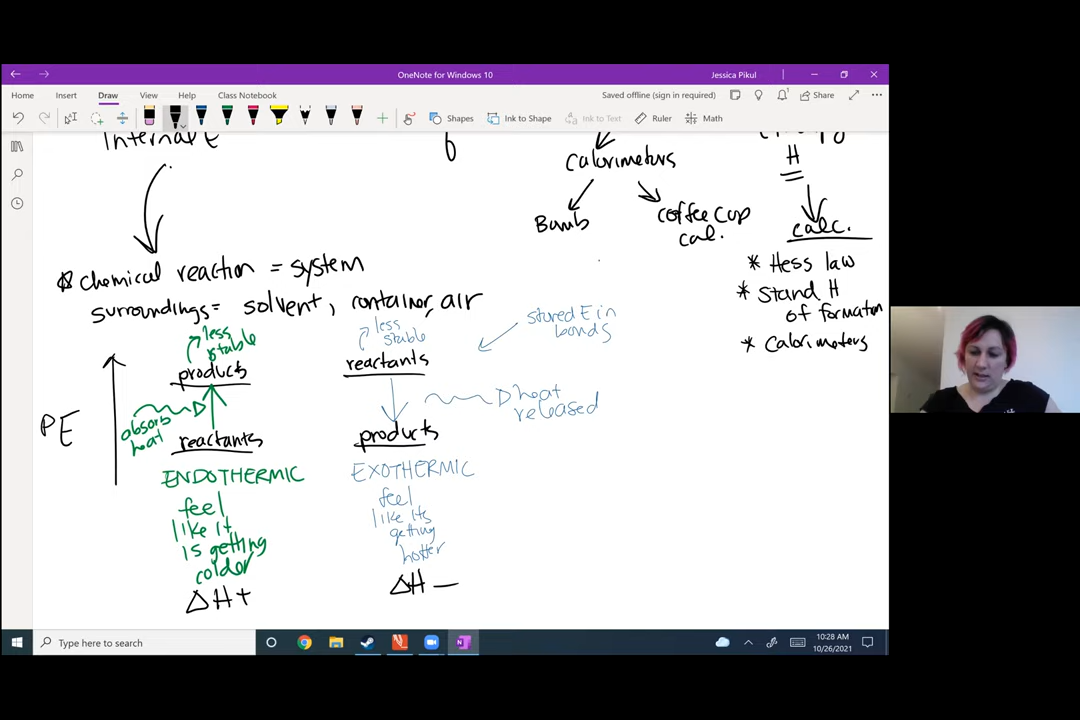 OneNote for Windows 10
Jessica Pikul
Home Insert Draw View Help Class Notebook
Saved offline (sign in required)
Share
Shapes Ink to Shape Ink to Text Ruler Math
Internal E
H
Calorimeters
Bomb
coffee cup
cal.
calc.
* Hess law
* Stand H
of formation
* Calorimeters
chemical reaction = system
surroundings = solvent, container, air
less
stable
products
absorb
heat
reactants
ENDOTHERMIC
feel
like it
is getting
colder
ΔH+
PE
less
stable
reactants
stored E in
bonds
heat
released
products
EXOTHERMIC
feel
like its
getting
hotter
ΔH −
Type here to search
10:28 AM
10/26/2021